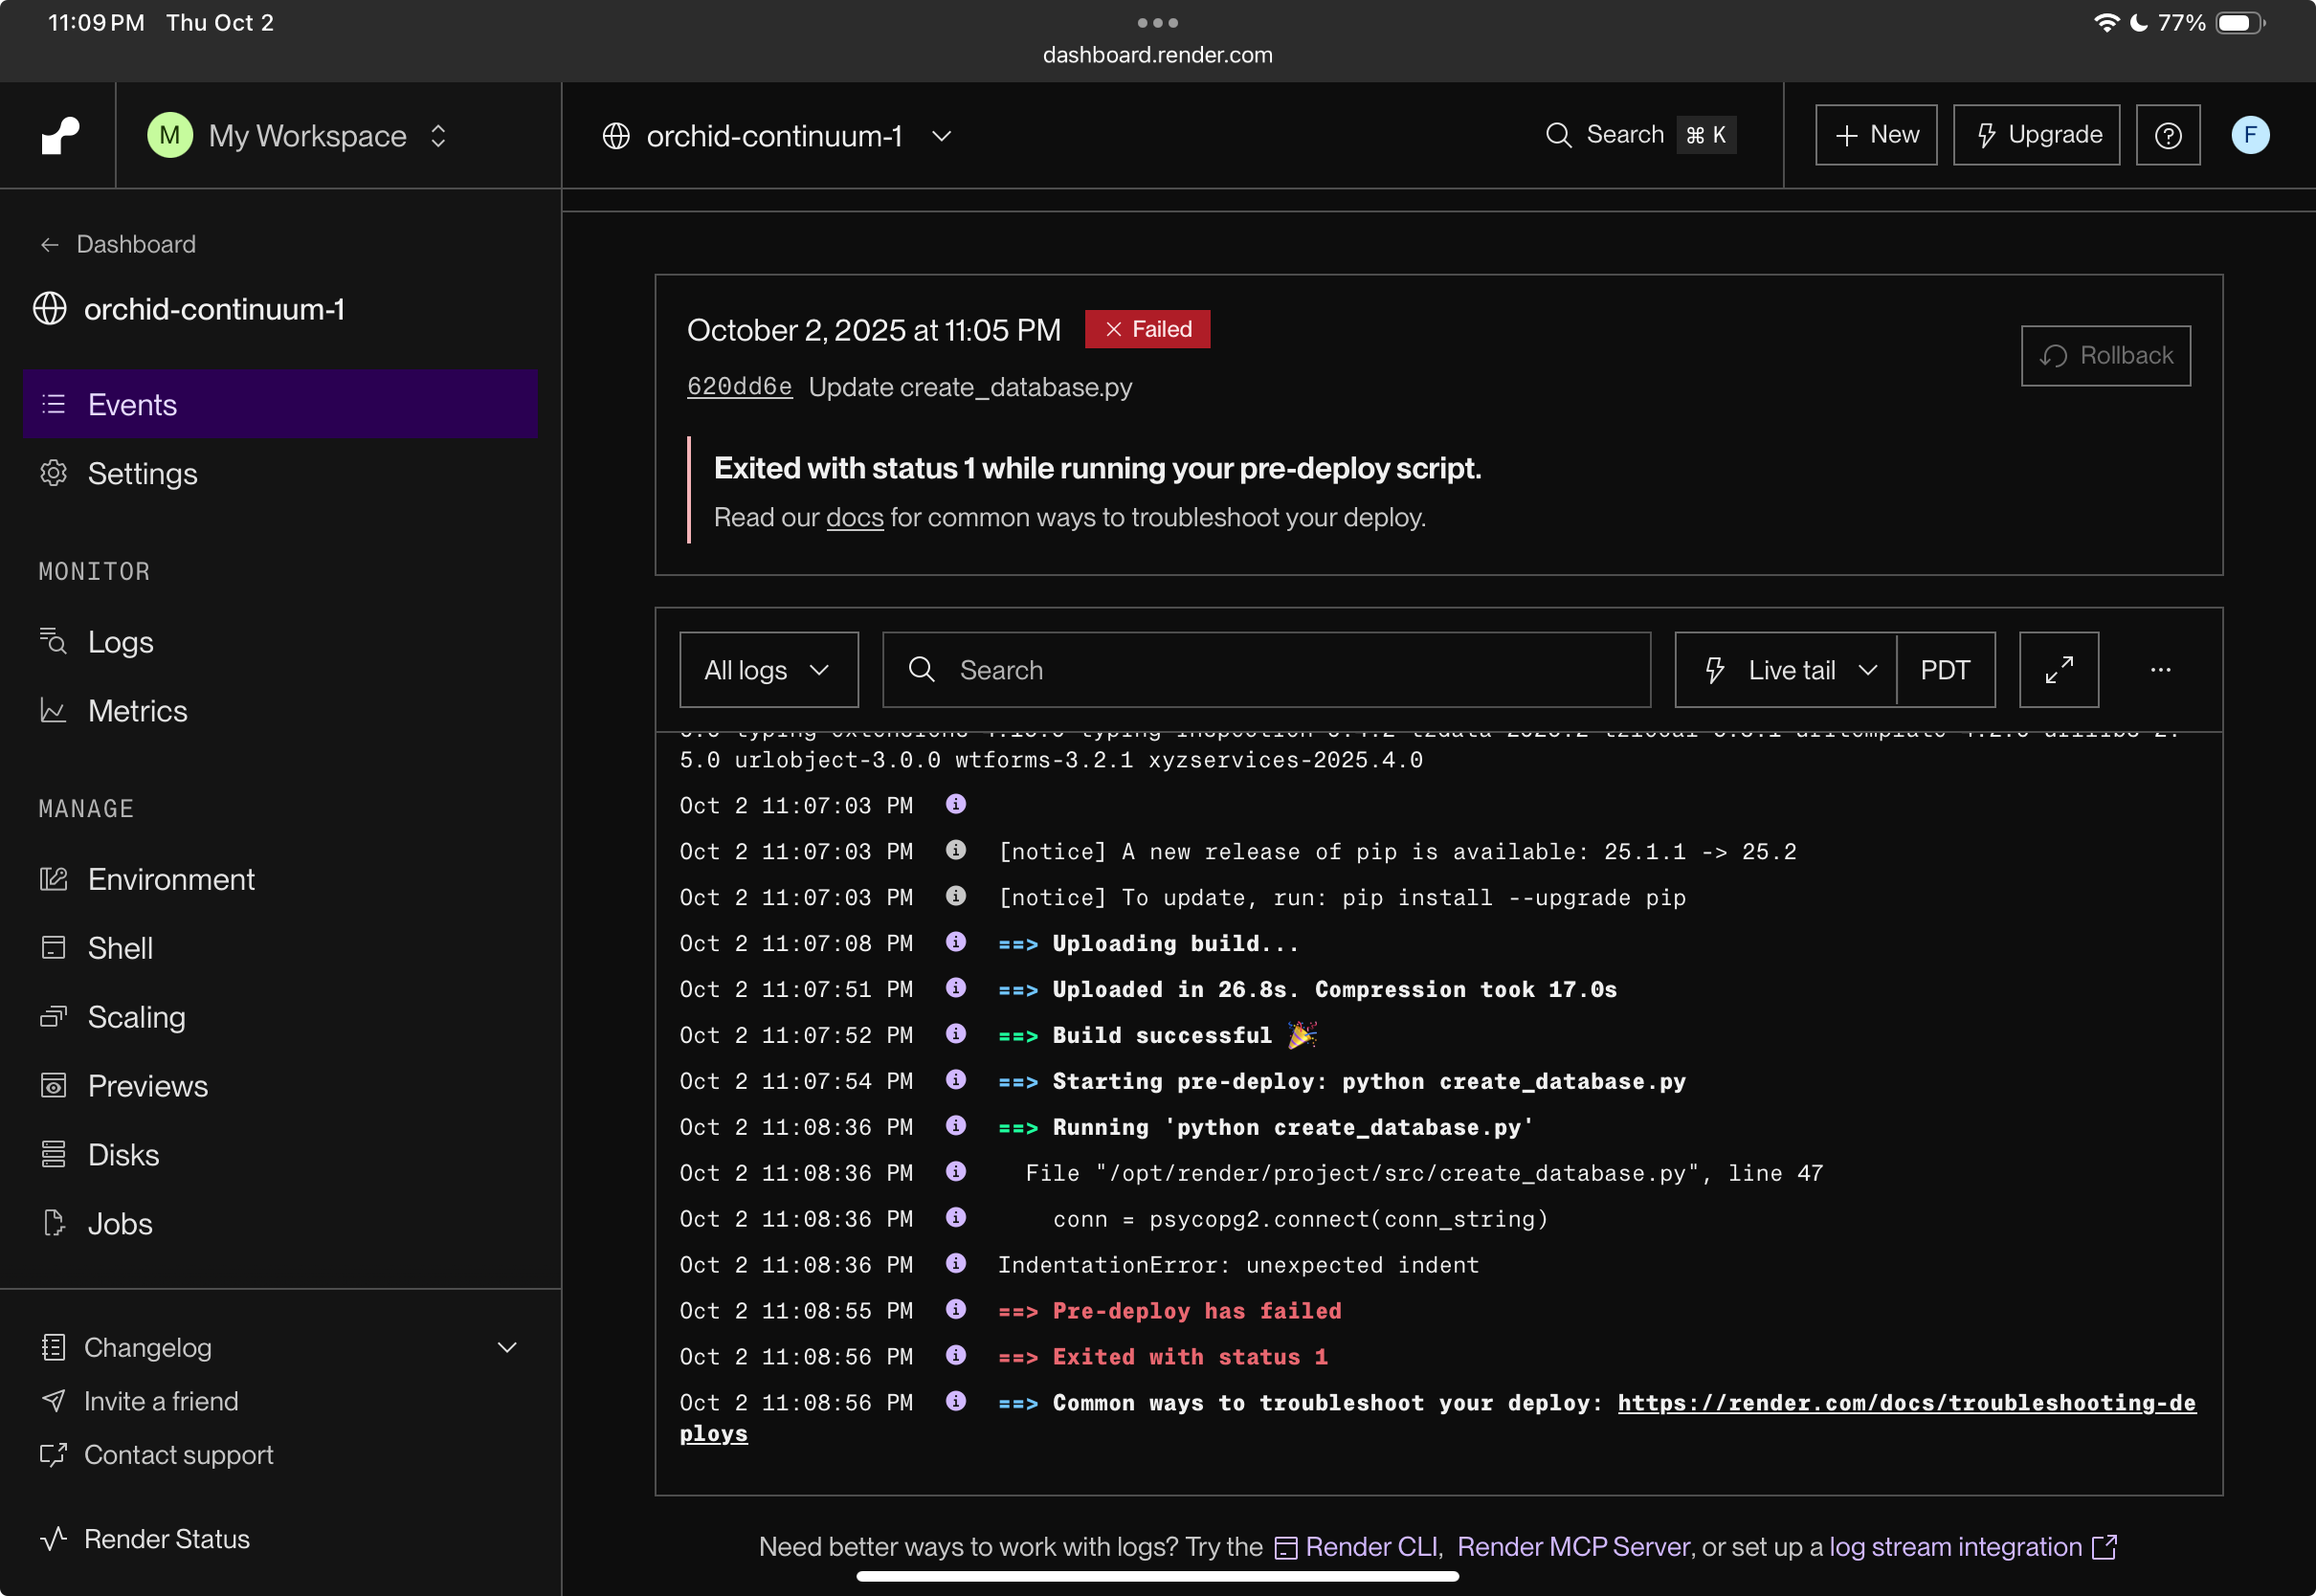 11:09 PM Thu Oct 2
77%
dashboard.render.com
M My Workspace
orchid-continuum-1
Search ⌘ K
+ New
Upgrade
F
← Dashboard
orchid-continuum-1
Events
Settings
MONITOR
Logs
Metrics
MANAGE
Environment
Shell
Scaling
Previews
Disks
Jobs
Changelog
Invite a friend
Contact support
Render Status
October 2, 2025 at 11:05 PM × Failed
Rollback
620dd6e Update create_database.py
Exited with status 1 while running your pre-deploy script.
Read our docs for common ways to troubleshoot your deploy.
All logs
Search
Live tail
PDT
...
5.0 urlobject-3.0.0 wtforms-3.2.1 xyzservices-2025.4.0
Oct 2 11:07:03 PM
Oct 2 11:07:03 PM [notice] A new release of pip is available: 25.1.1 -> 25.2
Oct 2 11:07:03 PM [notice] To update, run: pip install --upgrade pip
Oct 2 11:07:08 PM ==> Uploading build...
Oct 2 11:07:51 PM ==> Uploaded in 26.8s. Compression took 17.0s
Oct 2 11:07:52 PM ==> Build successful 🎉
Oct 2 11:07:54 PM ==> Starting pre-deploy: python create_database.py
Oct 2 11:08:36 PM ==> Running 'python create_database.py'
Oct 2 11:08:36 PM File "/opt/render/project/src/create_database.py", line 47
Oct 2 11:08:36 PM conn = psycopg2.connect(conn_string)
Oct 2 11:08:36 PM IndentationError: unexpected indent
Oct 2 11:08:55 PM ==> Pre-deploy has failed
Oct 2 11:08:56 PM ==> Exited with status 1
Oct 2 11:08:56 PM ==> Common ways to troubleshoot your deploy: https://render.com/docs/troubleshooting-de
ploys
Need better ways to work with logs? Try the Render CLI, Render MCP Server, or set up a log stream integration